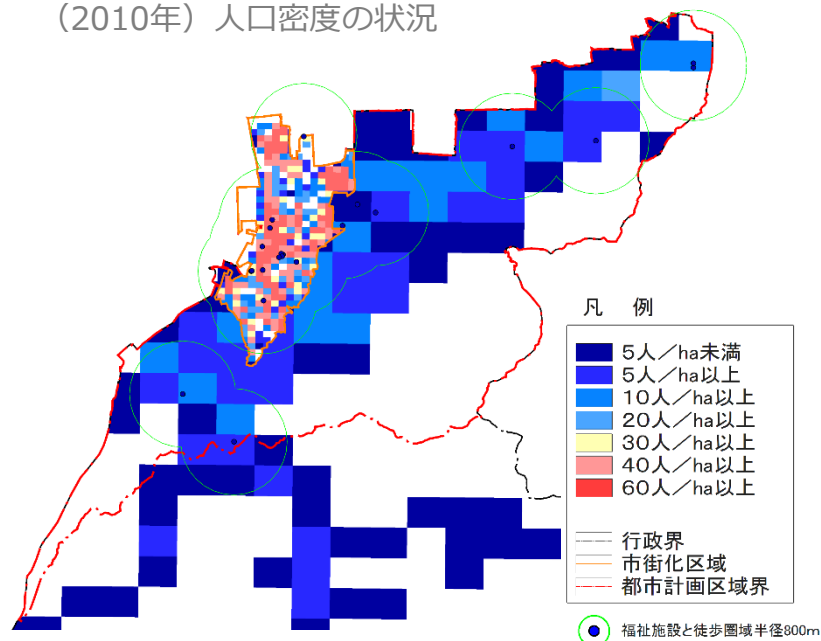 （2010年）人口密度の状況
凡 例
5人／ha未満
5人／ha以上
10人／ha以上
20人／ha以上
30人／ha以上
40人／ha以上
60人／ha以上
行政界
市街化区域
都市計画区域界
福祉施設と徒歩圏域半径800m